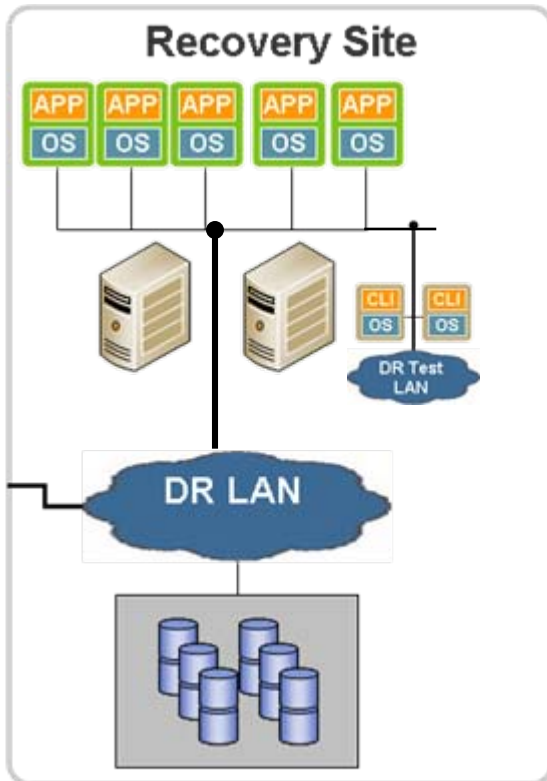 Recovery Site
APP APP APP APP APP
OS OS OS OS OS
CLI CLI
OS OS
DR Test
LAN
DR LAN